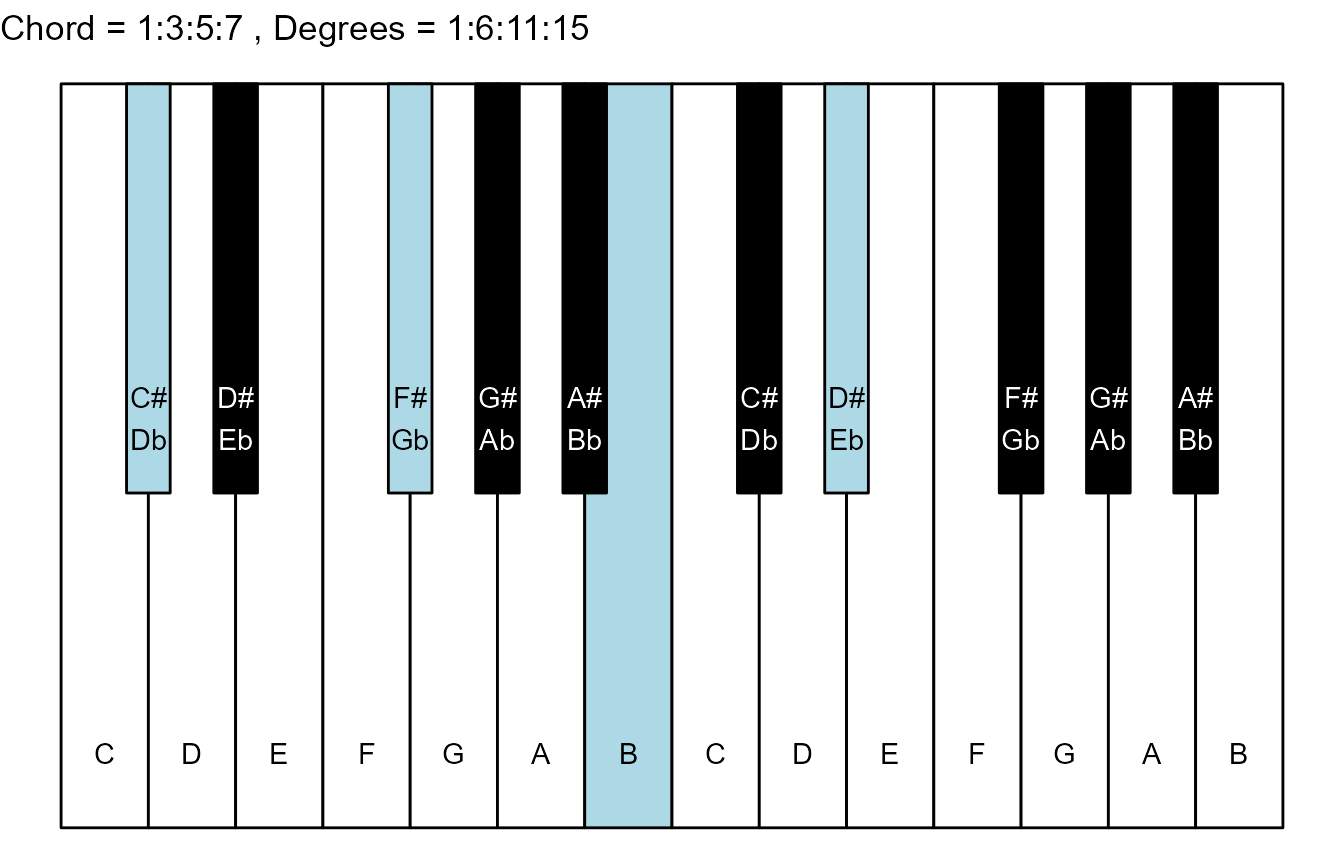 Chord = 1:3:5:7 , Degrees = 1:6:11:15
C# D# F# G# A# C# D# F# G# A#
Db Eb Gb Ab Bb Db Eb Gb Ab Bb
C D E F G A B C D E F G A B